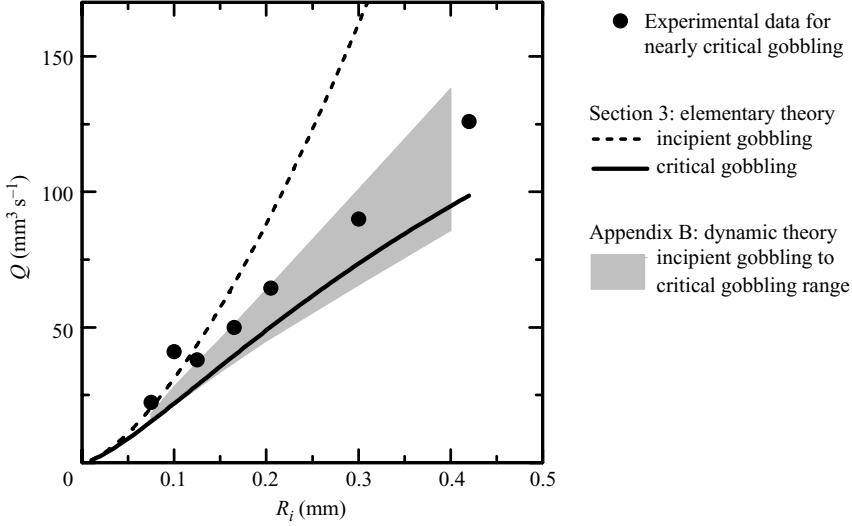 150
100
50
0
0.1
0.2
0.3
0.4
0.5
Q (mm³ s⁻¹)
Rᵢ (mm)
Experimental data for
nearly critical gobbling
Section 3: elementary theory
incipient gobbling
critical gobbling
Appendix B: dynamic theory
incipient gobbling to
critical gobbling range